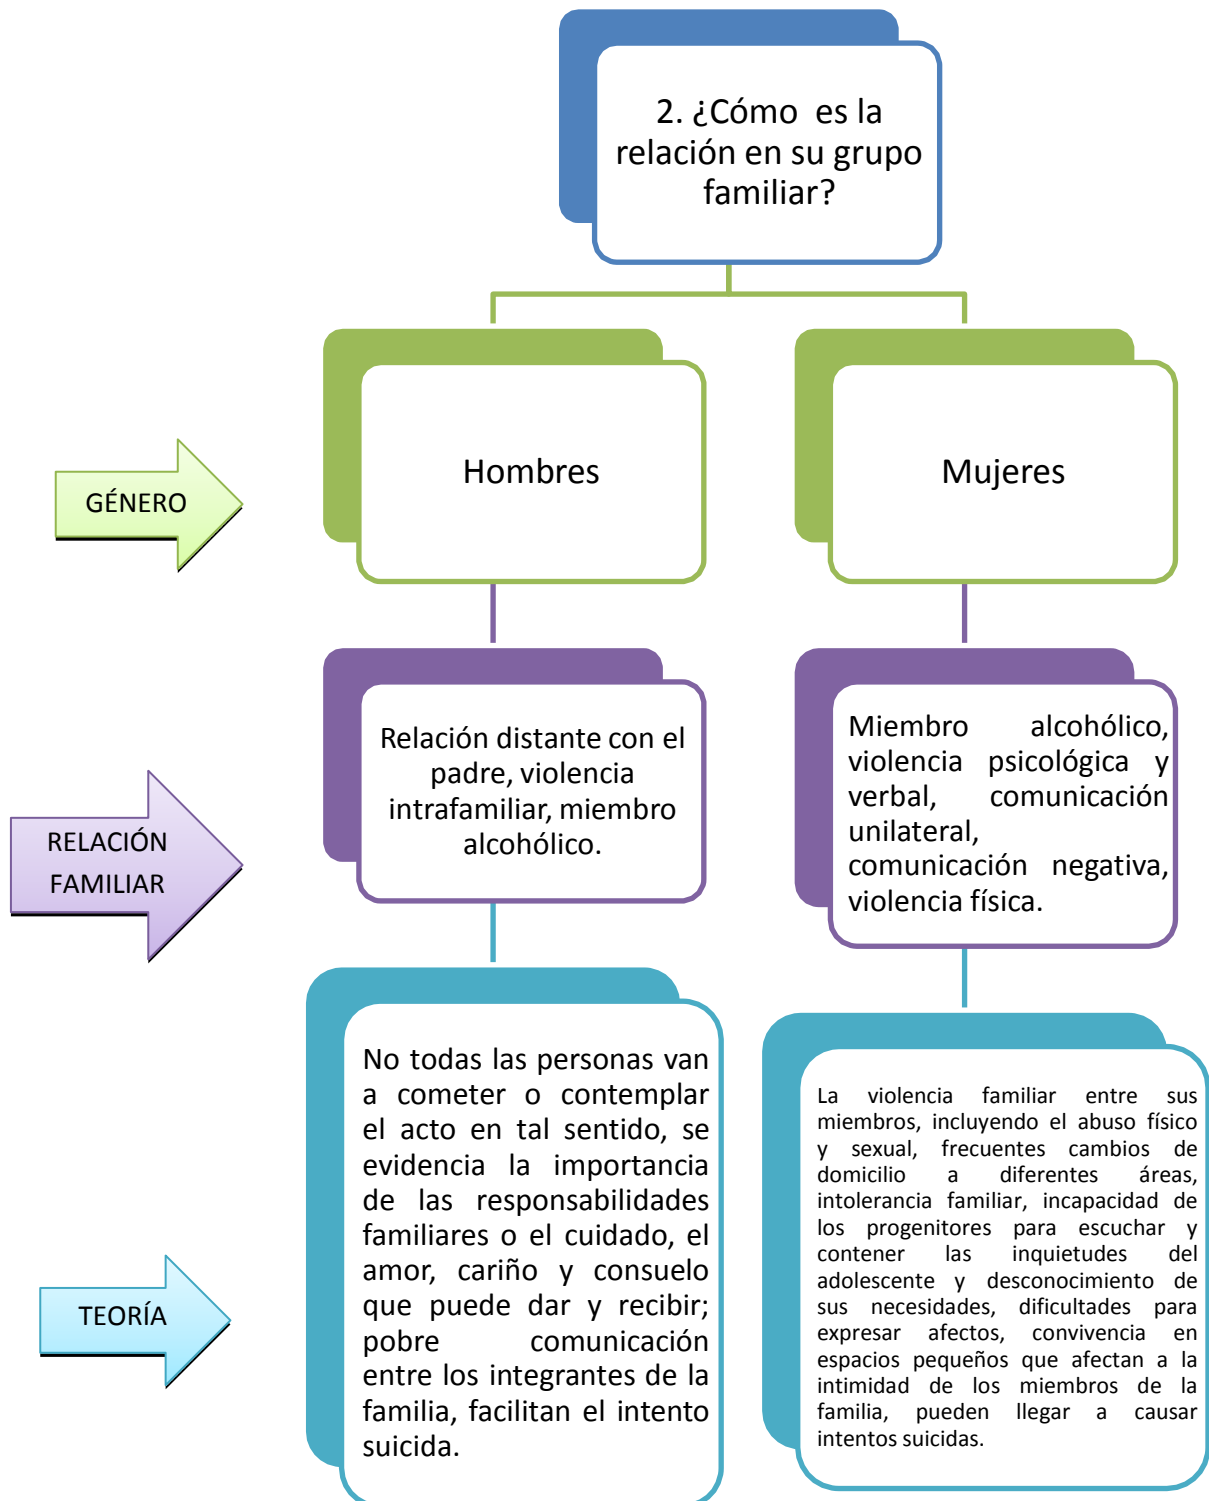 2. ¿Cómo es la
relación en su grupo
familiar?
GÉNERO
Hombres
Mujeres
RELACIÓN
FAMILIAR
Relación distante con el
padre, violencia
intrafamiliar, miembro
alcohólico.
Miembro alcohólico,
violencia psicológica y
verbal, comunicación
unilateral,
comunicación negativa,
violencia física.
TEORÍA
No todas las personas van
a cometer o contemplar
el acto en tal sentido, se
evidencia la importancia
de las responsabilidades
familiares o el cuidado, el
amor, cariño y consuelo
que puede dar y recibir;
pobre comunicación
entre los integrantes de la
familia, facilitan el intento
suicida.
La violencia familiar entre sus
miembros, incluyendo el abuso físico
y sexual, frecuentes cambios de
domicilio a diferentes áreas,
intolerancia familiar, incapacidad de
los progenitores para escuchar y
contener las inquietudes del
adolescente y desconocimiento de
sus necesidades, dificultades para
expresar afectos, convivencia en
espacios pequeños que afectan a la
intimidad de los miembros de la
familia, pueden llegar a causar
intentos suicidas.